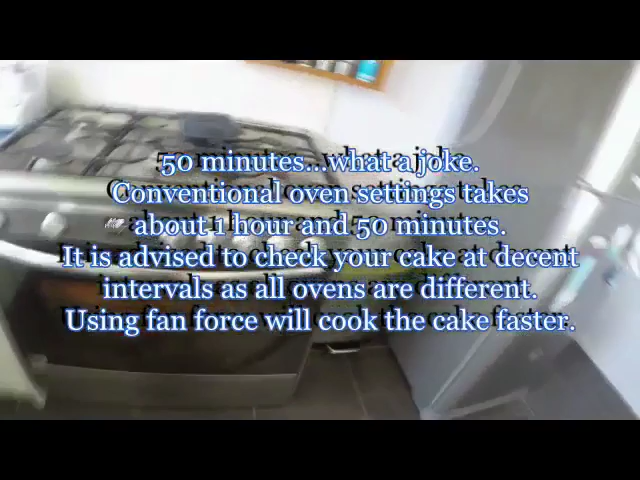 50 minutes...what a joke.
Conventional oven settings takes
about 1 hour and 50 minutes.
It is advised to check your cake at decent
intervals as all ovens are different.
Using fan force will cook the cake faster.